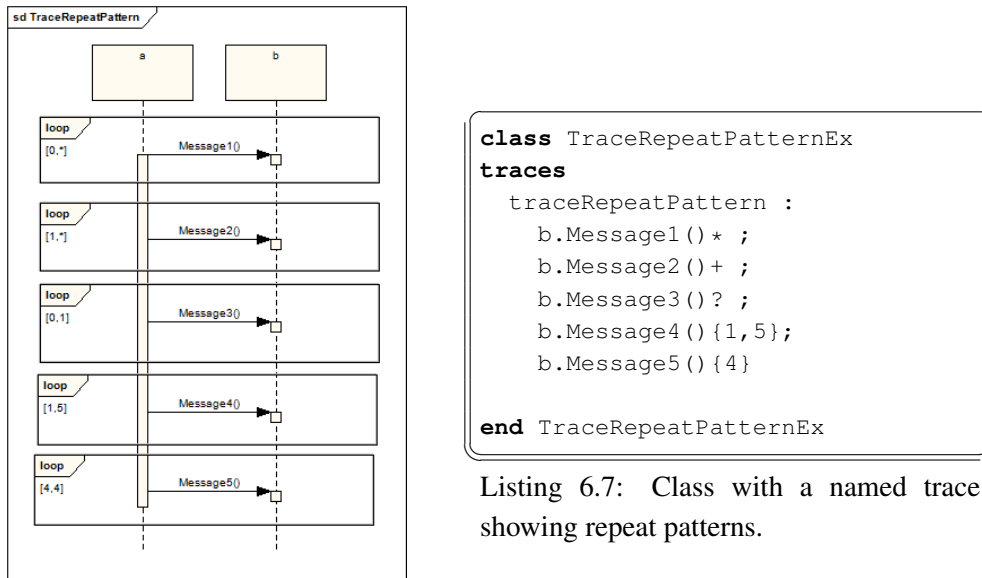 sd TraceRepeatPattern
a
b
loop
[0,*]
Message1()
loop
[1,*]
Message2()
loop
[0,1]
Message3()
loop
[1,5]
Message4()
loop
[4,4]
Message5()
class TraceRepeatPatternEx
traces
traceRepeatPattern :
b.Message1()* ;
b.Message2()+ ;
b.Message3()? ;
b.Message4(){1,5};
b.Message5(){4}
end TraceRepeatPatternEx
Listing 6.7: Class with a named trace
showing repeat patterns.